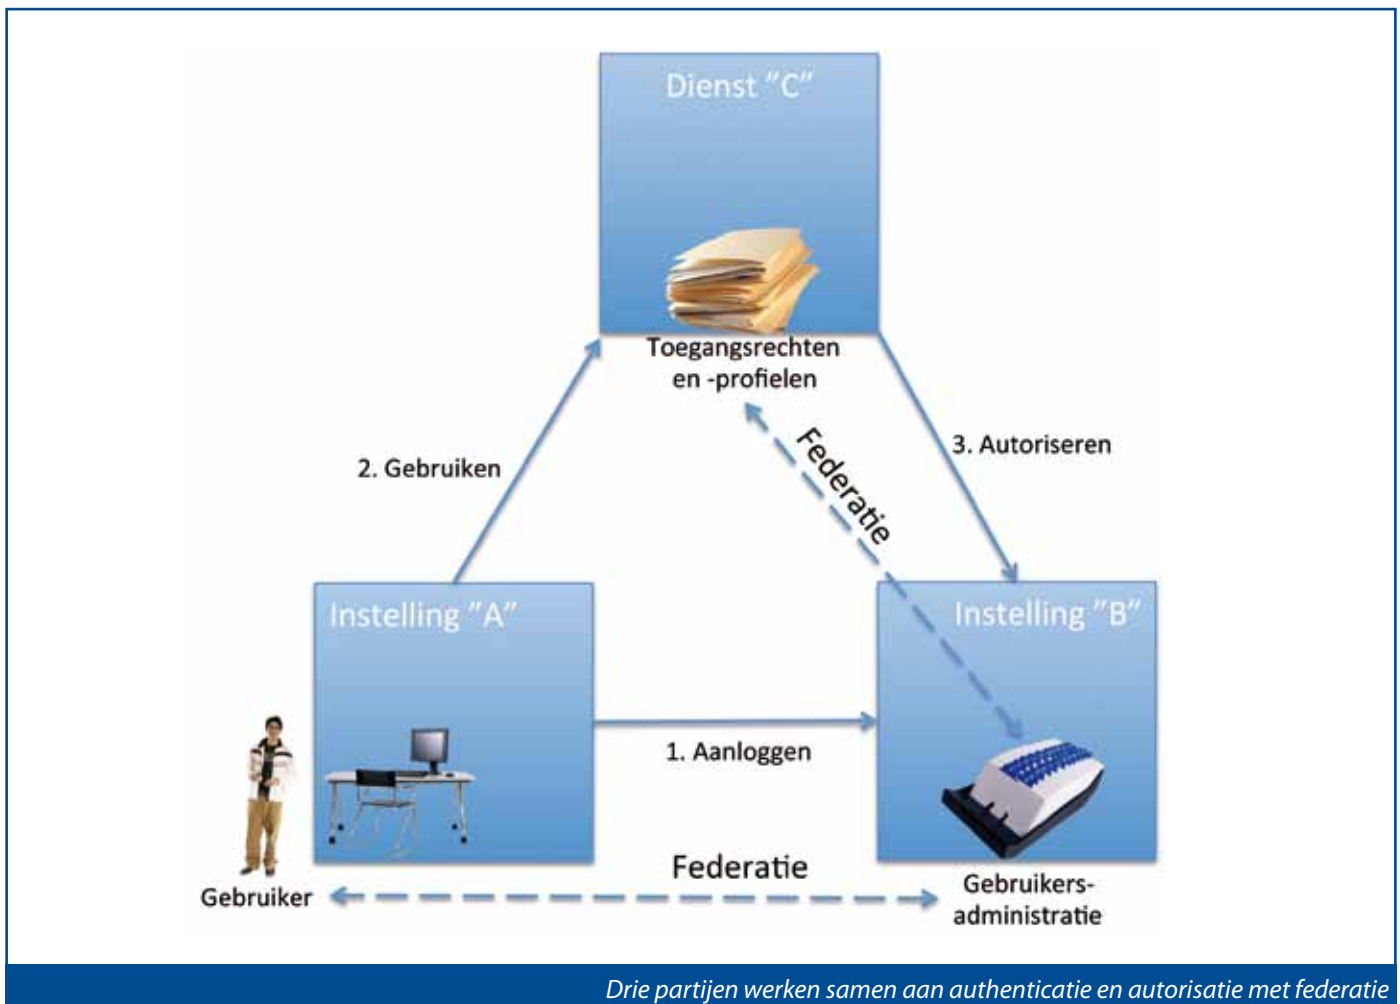 Dienst "C"
Toegangsrechten
en -profielen
Federatie
3. Autoriseren
2. Gebruiken
Instelling "A"
Instelling "B"
1. Aanloggen
Federatie
Gebruiker
Gebruikers-
administratie
Drie partijen werken samen aan authenticatie en autorisatie met federatie